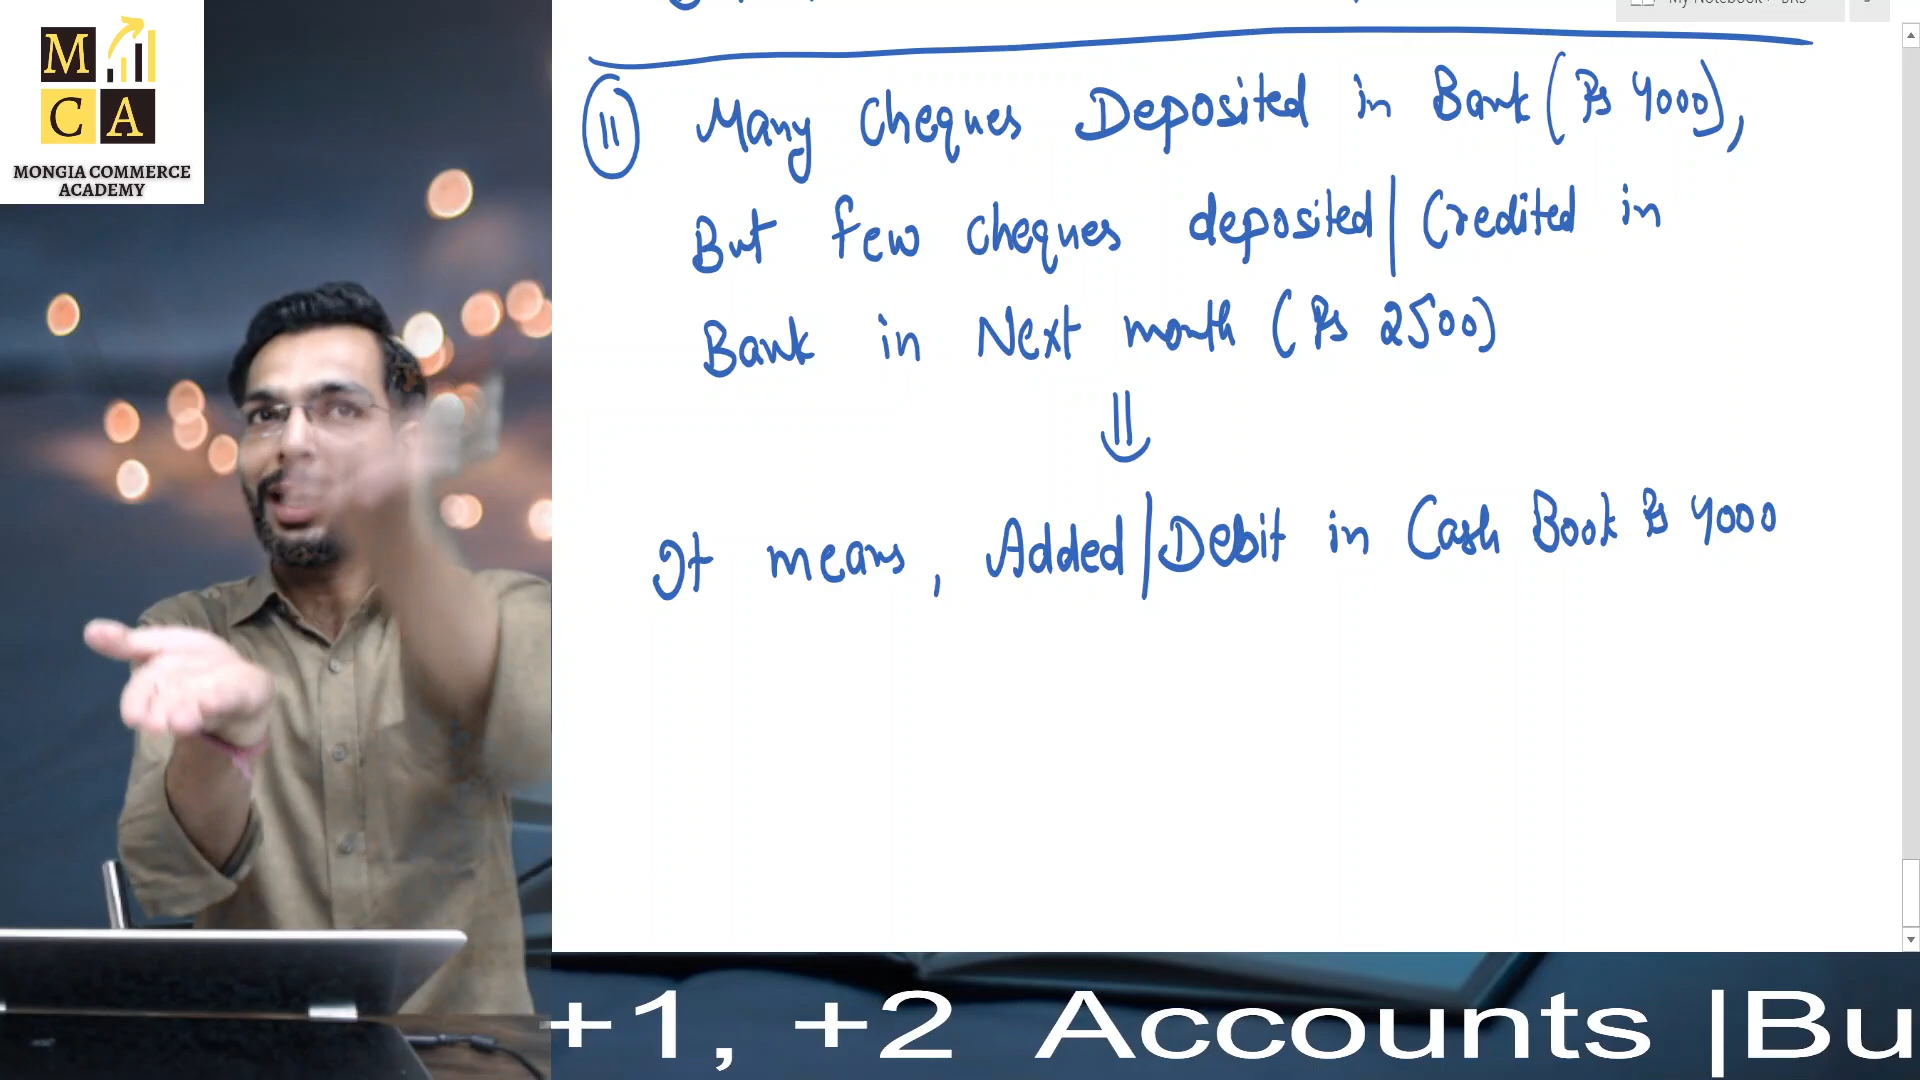 M
C A
MONGIA COMMERCE
ACADEMY
11 Many Cheques Deposited in Bank (Rs 4000),
But few cheques deposited | Credited in
Bank in Next month (Rs 2500)
It means, Added | Debit in Cash Book Rs 4000
+1, +2 Accounts |Bu